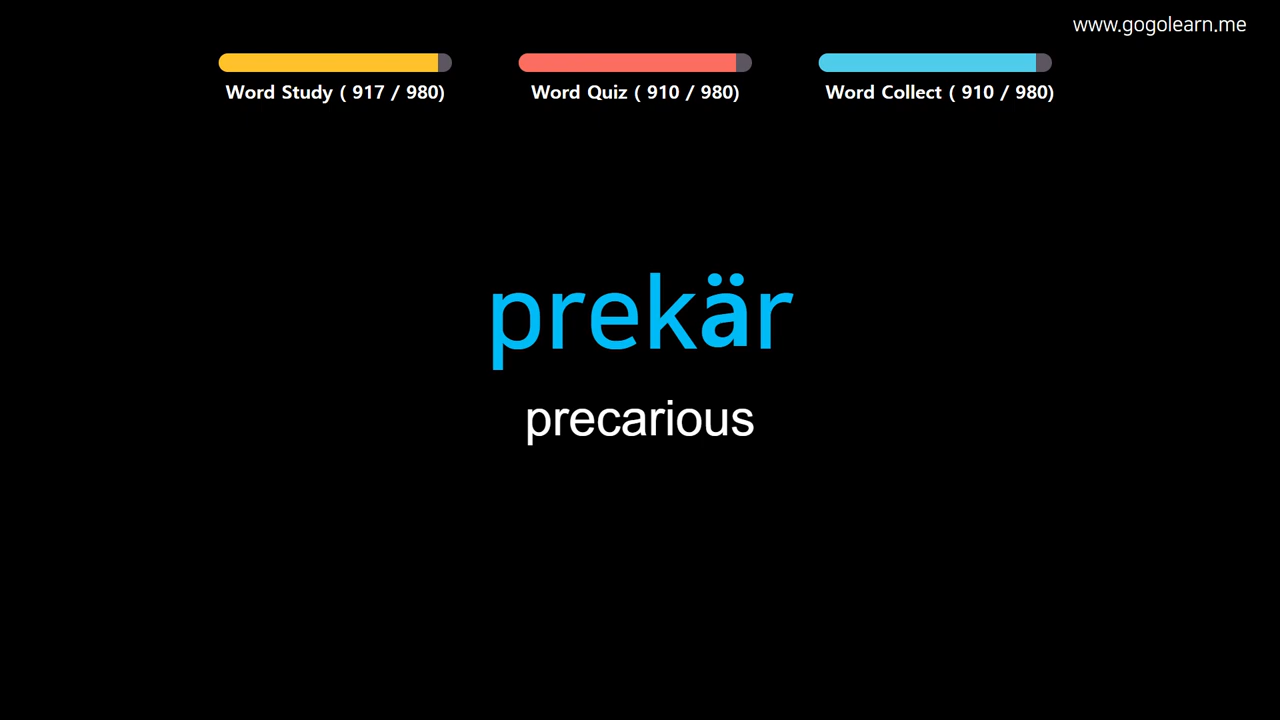 www.gogolearn.me
Word Study ( 917 / 980)
Word Quiz ( 910 / 980)
Word Collect ( 910 / 980)
prekär
precarious